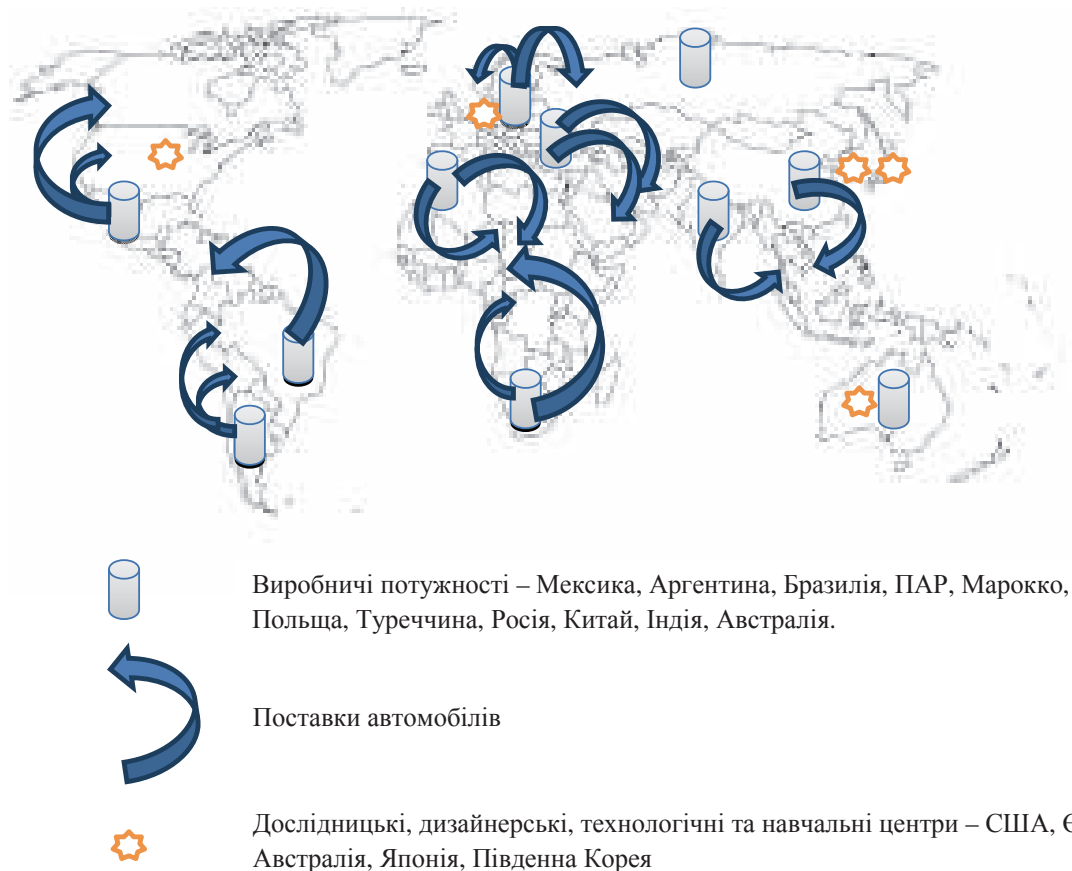 Виробничі потужності – Мексика, Аргентина, Бразилія, ПАР, Марокко,
Польща, Туреччина, Росія, Китай, Індія, Австралія.
Поставки автомобілів
Дослідницькі, дизайнерські, технологічні та навчальні центри – США,
Австралія, Японія, Південна Корея